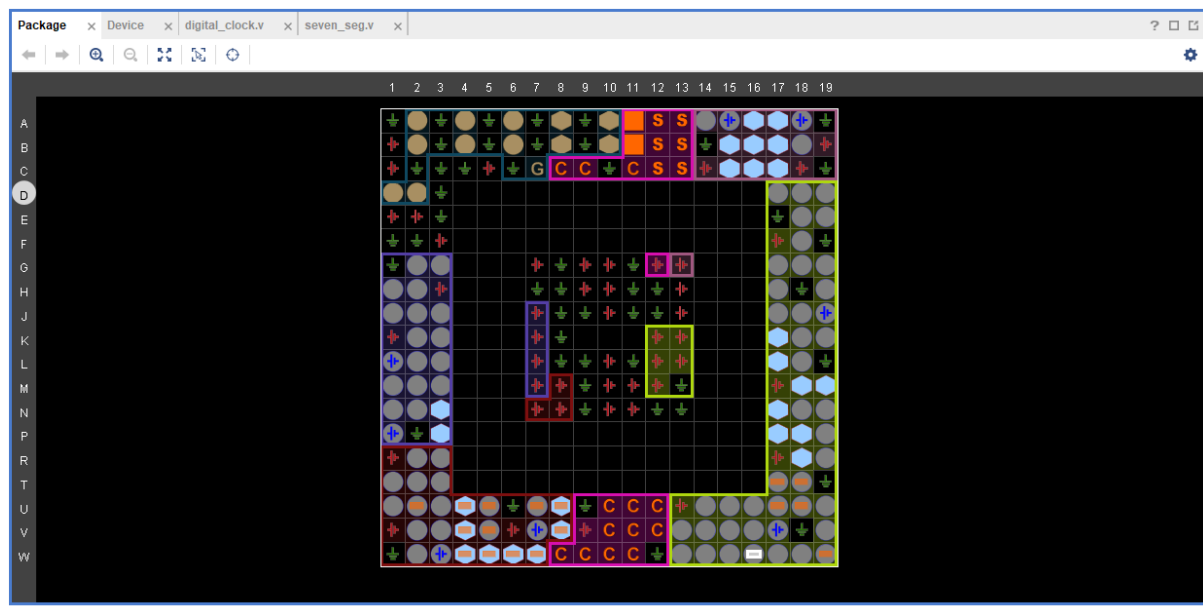 Package × Device × digital_clock.v × seven_seg.v ×
?
1 2 3 4 5 6 7 8 9 10 11 12 13 14 15 16 17 18 19
A S S
B S S
C G C C C S S
D
E
F
G
H
J
K
L
M
N
P
R
T
U C C C
V C C C
W C C C C